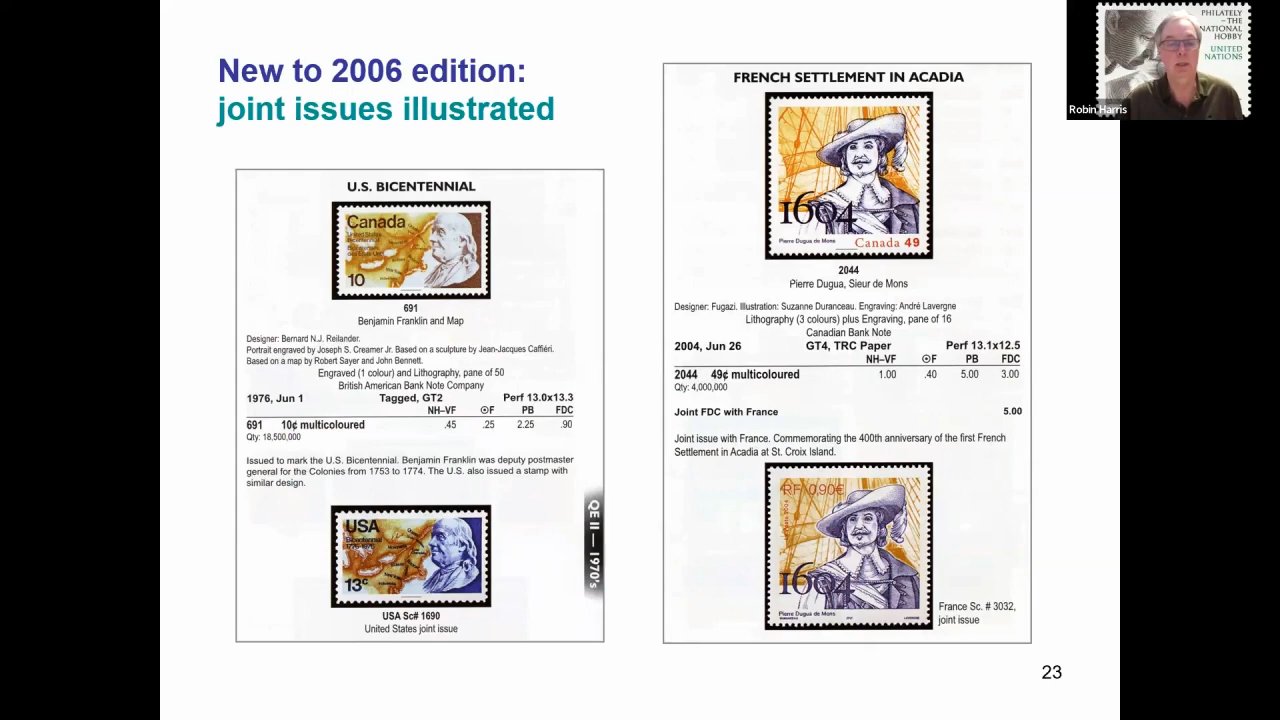 New to 2006 edition:
joint issues illustrated
U.S. BICENTENNIAL
Canada
United States
Bicentennial
Bicentenaire
des États-Unis
10
691
Benjamin Franklin and Map
Designer: Bernard N.J. Reilander.
Portrait engraved by Joseph S. Creamer Jr. Based on a sculpture by Jean-Jacques Caffiéri.
Based on a map by Robert Sayer and John Bennett.
Engraved (1 colour) and Lithography, pane of 50
British American Bank Note Company
1976, Jun 1 Tagged, GT2 Perf 13.0x13.3
NH–VF ⊙F PB FDC
691 10¢ multicoloured .45 .25 2.25 .90
Qty: 18,500,000
Issued to mark the U.S. Bicentennial. Benjamin Franklin was deputy postmaster
general for the Colonies from 1753 to 1774. The U.S. also issued a stamp with
similar design.
USA
Bicentennial
1776-1976
13c
USA Sc# 1690
United States joint issue
QE II — 1970's
FRENCH SETTLEMENT IN ACADIA
1604
Pierre Dugua de Mons
Canada 49
2044
Pierre Dugua, Sieur de Mons
Designer: Fugazi. Illustration: Suzanne Duranceau. Engraving: André Lavergne
Lithography (3 colours) plus Engraving, pane of 16
Canadian Bank Note
2004, Jun 26 GT4, TRC Paper Perf 13.1x12.5
NH–VF ⊙F PB FDC
2044 49¢ multicoloured 1.00 .40 5.00 3.00
Qty: 4,000,000
Joint FDC with France 5.00
Joint issue with France. Commemorating the 400th anniversary of the first French
Settlement in Acadia at St. Croix Island.
RF 0,90€
1604
Pierre Dugua de Mons
France Sc. # 3032,
joint issue
23
PHILATELY
– THE
NATIONAL
HOBBY
UNITED
NATIONS
Robin Harris